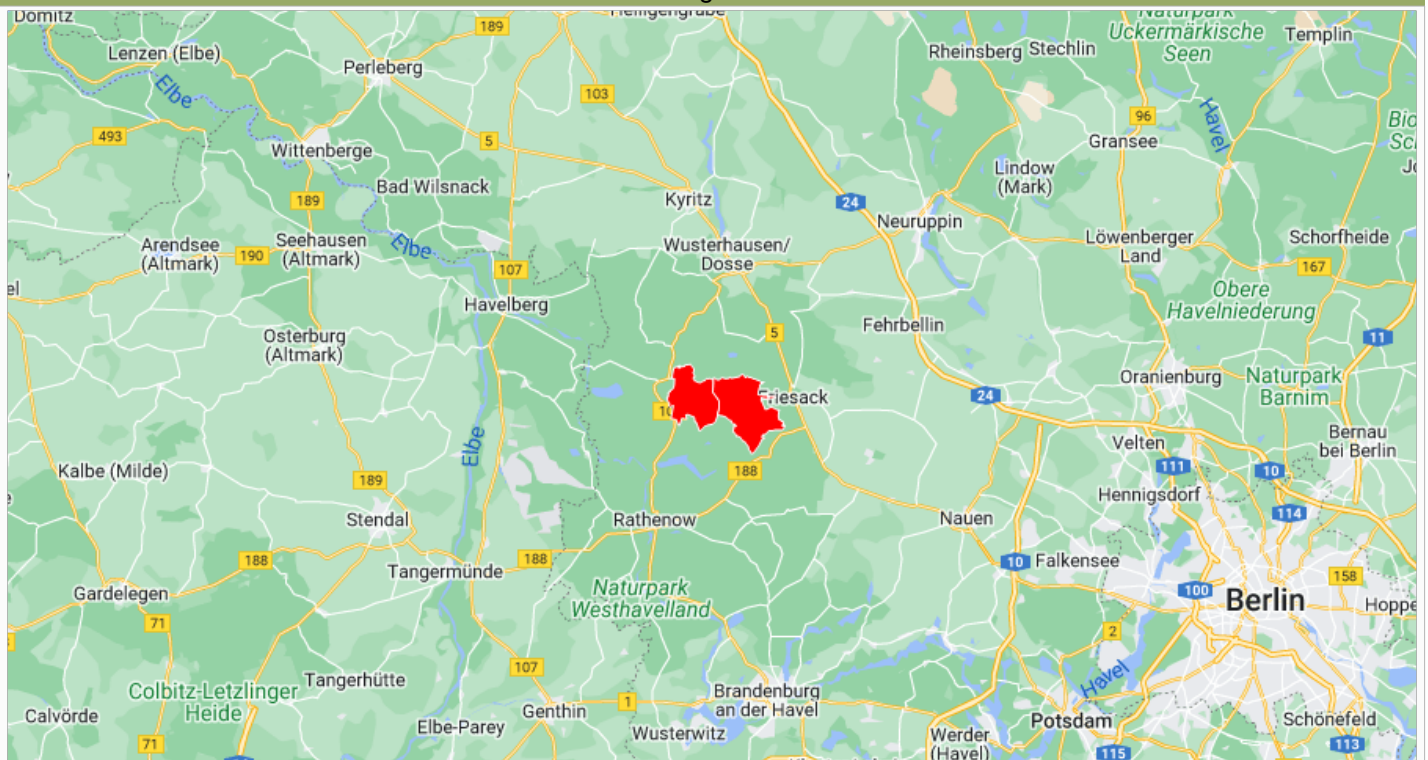 Dömitz
189
Naturpark
Uckermärkische
Seen
Templin
Lenzen (Elbe)
Perleberg
Rheinsberg
Stechlin
Elbe
103
96
Havel
493
5
Gransee
Wittenberge
Lindow
(Mark)
Bad Wilsnack
189
Kyritz
24
Neuruppin
Arendsee
(Altmark)
190
Seehausen
(Altmark)
Elbe
107
Wusterhausen/
Dosse
Löwenberger
Land
Schorfheide
167
Havelberg
Obere
Havelniederung
Osterburg
(Altmark)
5
Fehrbellin
11
Friesack
24
Oranienburg
Naturpark
Barnim
Elbe
Velten
Bernau
bei Berlin
Kalbe (Milde)
188
111
10
189
Hennigsdorf
114
Stendal
Rathenow
Nauen
188
188
Tangermünde
10
Falkensee
158
Gardelegen
Naturpark
Westhavelland
100
Berlin
Hoppe
71
2
107
Havel
Tangerhütte
Colbitz-Letzlinger
Heide
Brandenburg
an der Havel
Calvörde
Genthin
1
Potsdam
Schönefeld
Elbe-Parey
Wusterwitz
Werder
(Havel)
71
115
113